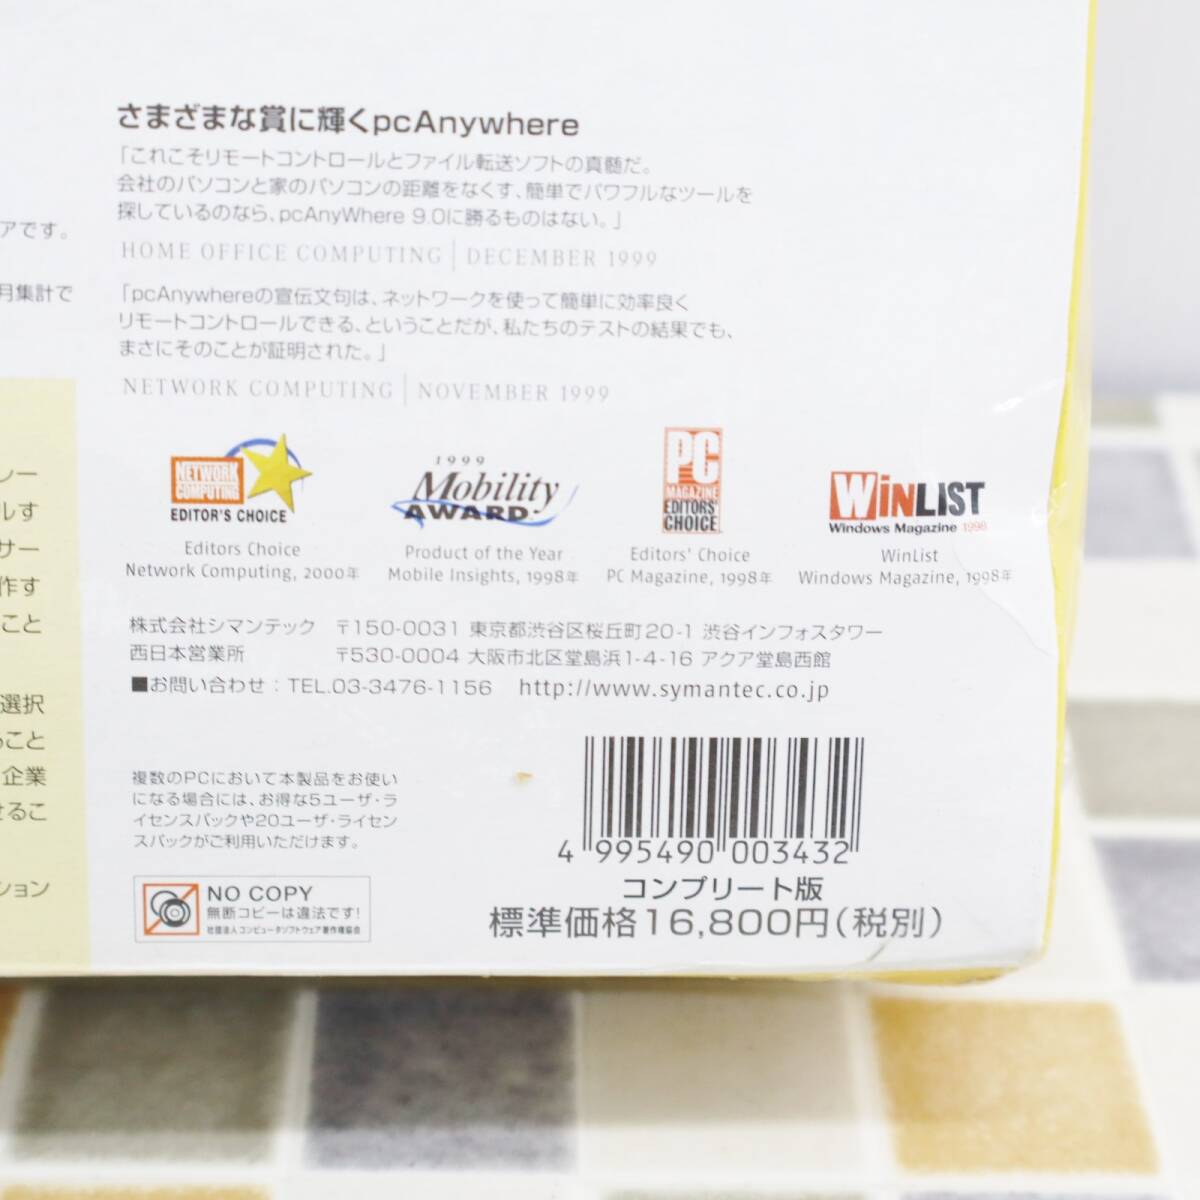 さまざまな賞に輝くpcAnywhere
「これこそリモートコントロールとファイル転送ソフトの真髄だ。
会社のパソコンと家のパソコンの距離をなくす、簡単でパワフルなツールを
探しているのなら、pcAnyWhere 9.0に勝るものはない。」
HOME OFFICE COMPUTING | DECEMBER 1999
「pcAnywhereの宣伝文句は、ネットワークを使って簡単に効率良く
リモートコントロールできる、ということだが、私たちのテストの結果でも、
まさにそのことが証明された。」
NETWORK COMPUTING | NOVEMBER 1999
アです。
月集計で
レー
ルす
サー
作す
こと
選択
ること
企業
せるこ
ション
NETWORK
COMPUTING
EDITOR'S CHOICE
Editors Choice
Network Computing, 2000年
1999
Mobility
AWARD
Product of the Year
Mobile Insights, 1998年
PC
MAGAZINE
EDITORS'
CHOICE
Editors' Choice
PC Magazine, 1998年
WINLIST
Windows Magazine 1998
WinList
Windows Magazine, 1998年
株式会社シマンテック 〒150-0031 東京都渋谷区桜丘町20-1 渋谷インフォスタワー
西日本営業所 〒530-0004 大阪市北区堂島浜1-4-16 アクア堂島西館
■お問い合わせ：TEL.03-3476-1156 http://www.symantec.co.jp
複数のPCにおいて本製品をお使い
になる場合には、お得な5ユーザ・ラ
イセンスパックや20ユーザ・ライセン
スパックがご利用いただけます。
NO COPY
無断コピーは違法です!
社団法人コンピュータソフトウェア著作権協会
4 995490 003432
コンプリート版
標準価格16,800円(税別)